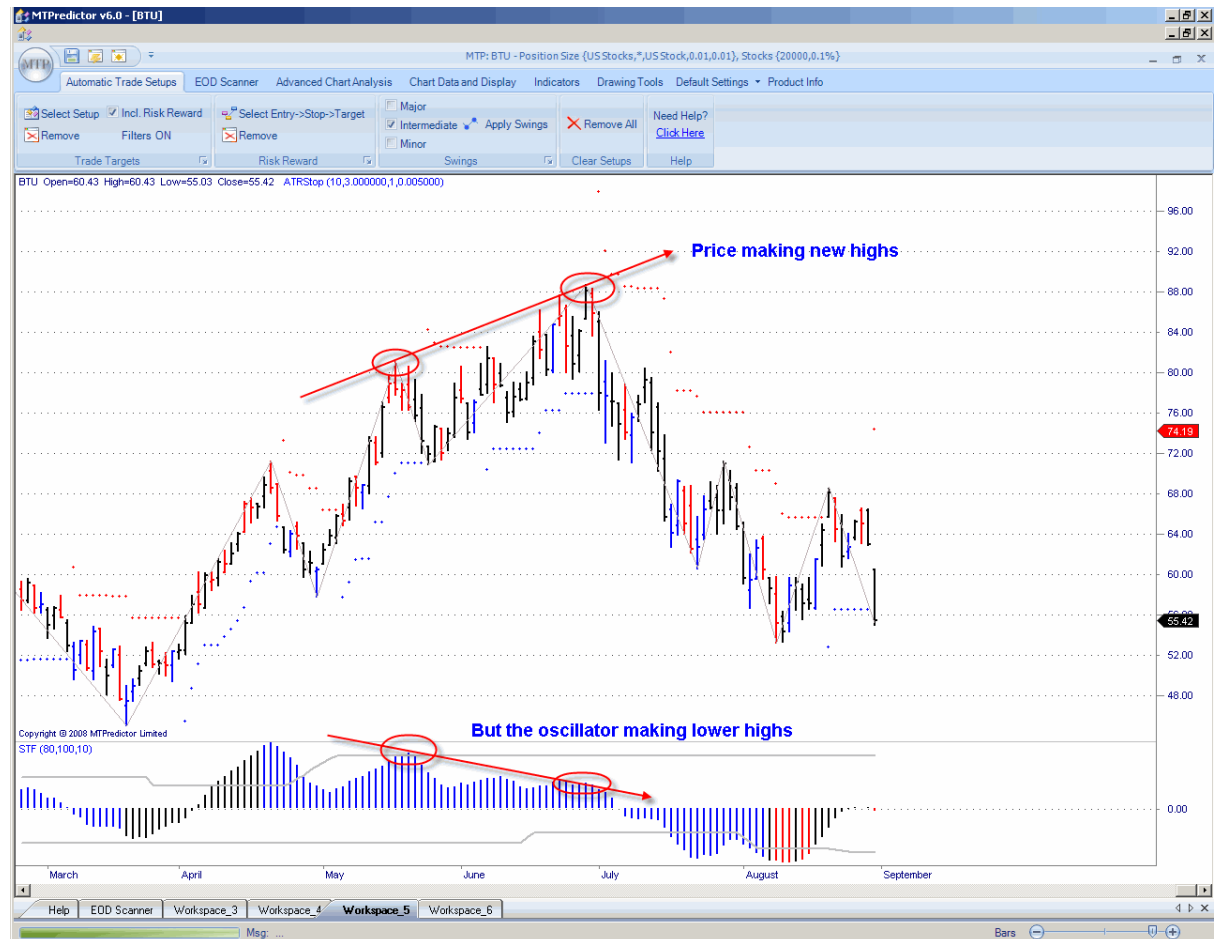 MTPredictor v6.0 - [BTU]
MTP: BTU - Position Size {US Stocks,*,US Stock,0.01,0.01}, Stocks {20000,0.1%}
MTP
Automatic Trade Setups EOD Scanner Advanced Chart Analysis Chart Data and Display Indicators Drawing Tools Default Settings Product Info
Select Setup Incl. Risk Reward
Remove Filters ON
Trade Targets
Select Entry->Stop->Target
Remove
Risk Reward
Major
Intermediate Apply Swings
Minor
Swings
Remove All
Clear Setups
Need Help?
Click Here
Help
BTU Open=60.43 High=60.43 Low=55.03 Close=55.42 ATRStop (10,3.000000,1,0.005000)
96.00
Price making new highs
92.00
88.00
84.00
80.00
76.00
74.19
72.00
68.00
64.00
60.00
56.00
55.42
52.00
48.00
But the oscillator making lower highs
Copyright @ 2008 MTPredictor Limited
STF (80,100,10)
0.00
March April May June July August September
Help EOD Scanner Workspace_3 Workspace_4 Workspace_5 Workspace_6
Msg: ...
Bars